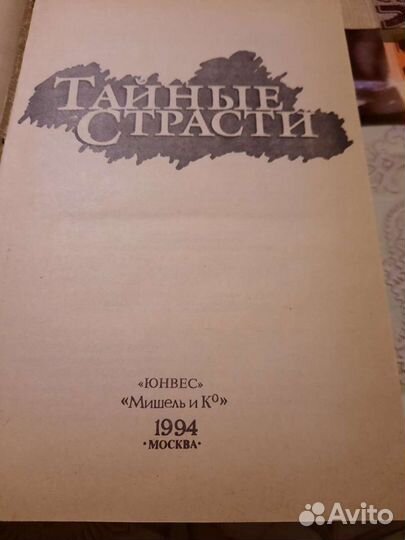 ТАЙНЫЕ
СТРАСТИ
«ЮНВЕС»
«Мишель и Ко»
1994
·МОСКВА·
Avito